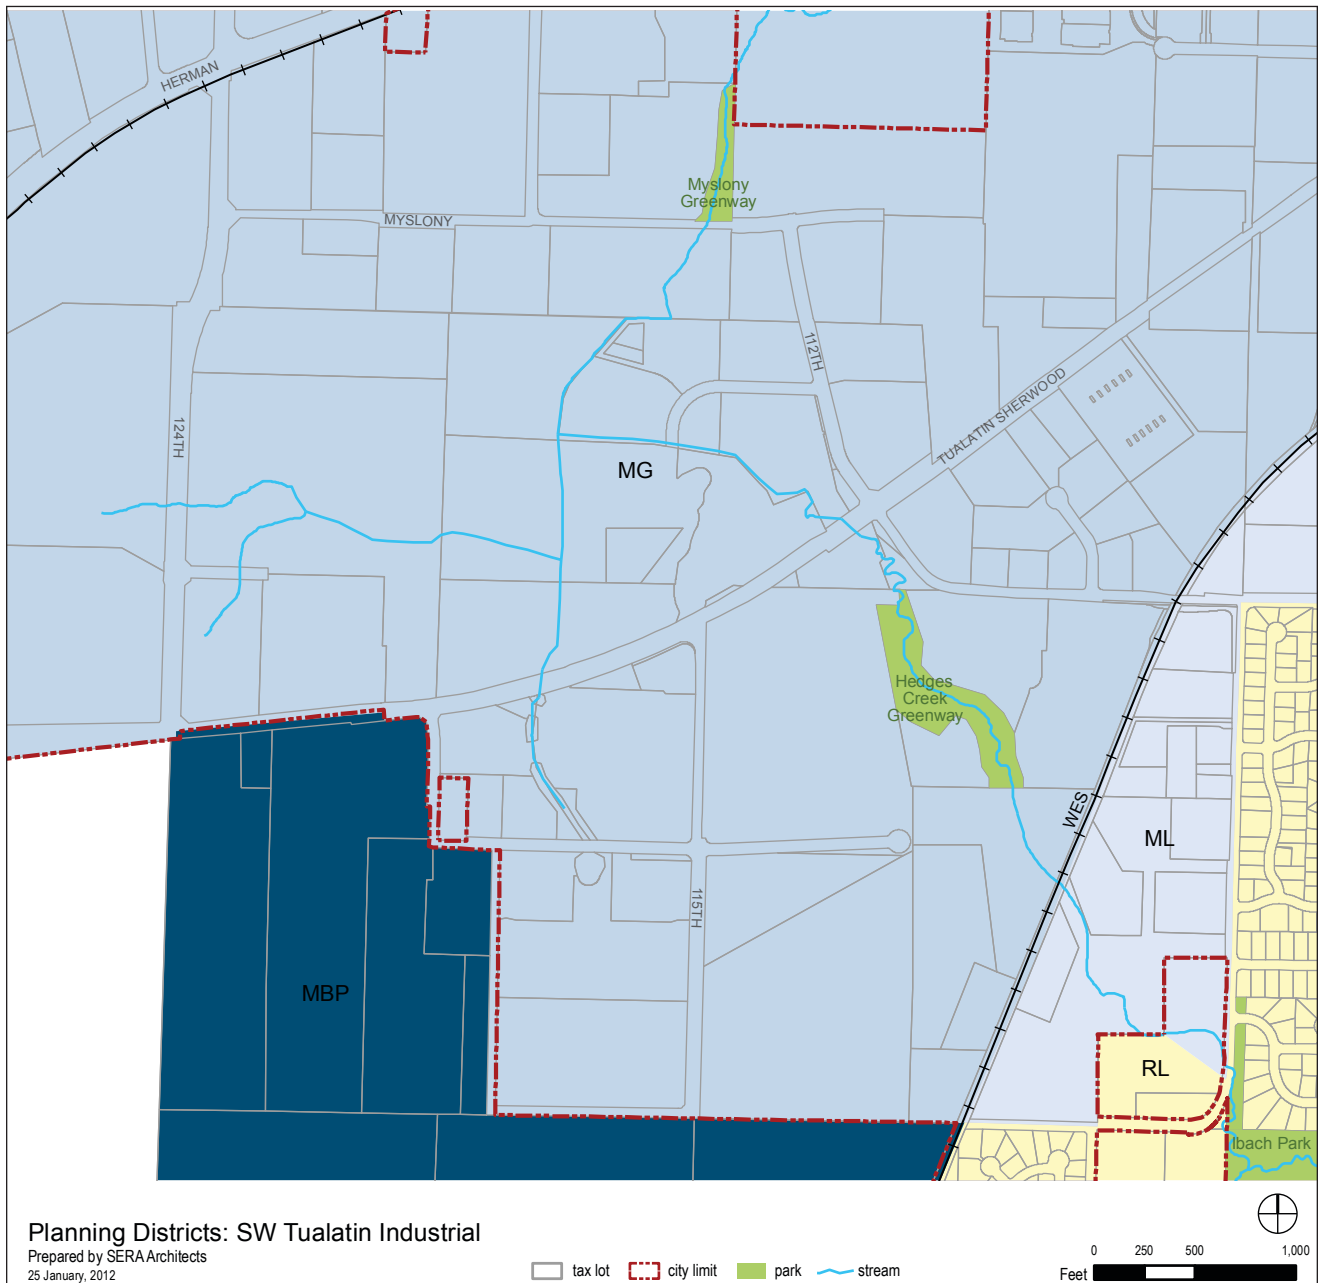 HERMAN
Myslony
Greenway
MYSLONY
112TH
TUALATIN SHERWOOD
124TH
MG
Hedges
Creek
Greenway
WES
ML
115TH
MBP
RL
Ibach Park
Planning Districts: SW Tualatin Industrial
Prepared by SERA Architects
25 January, 2012
tax lot city limit park stream
0 250 500 1,000
Feet